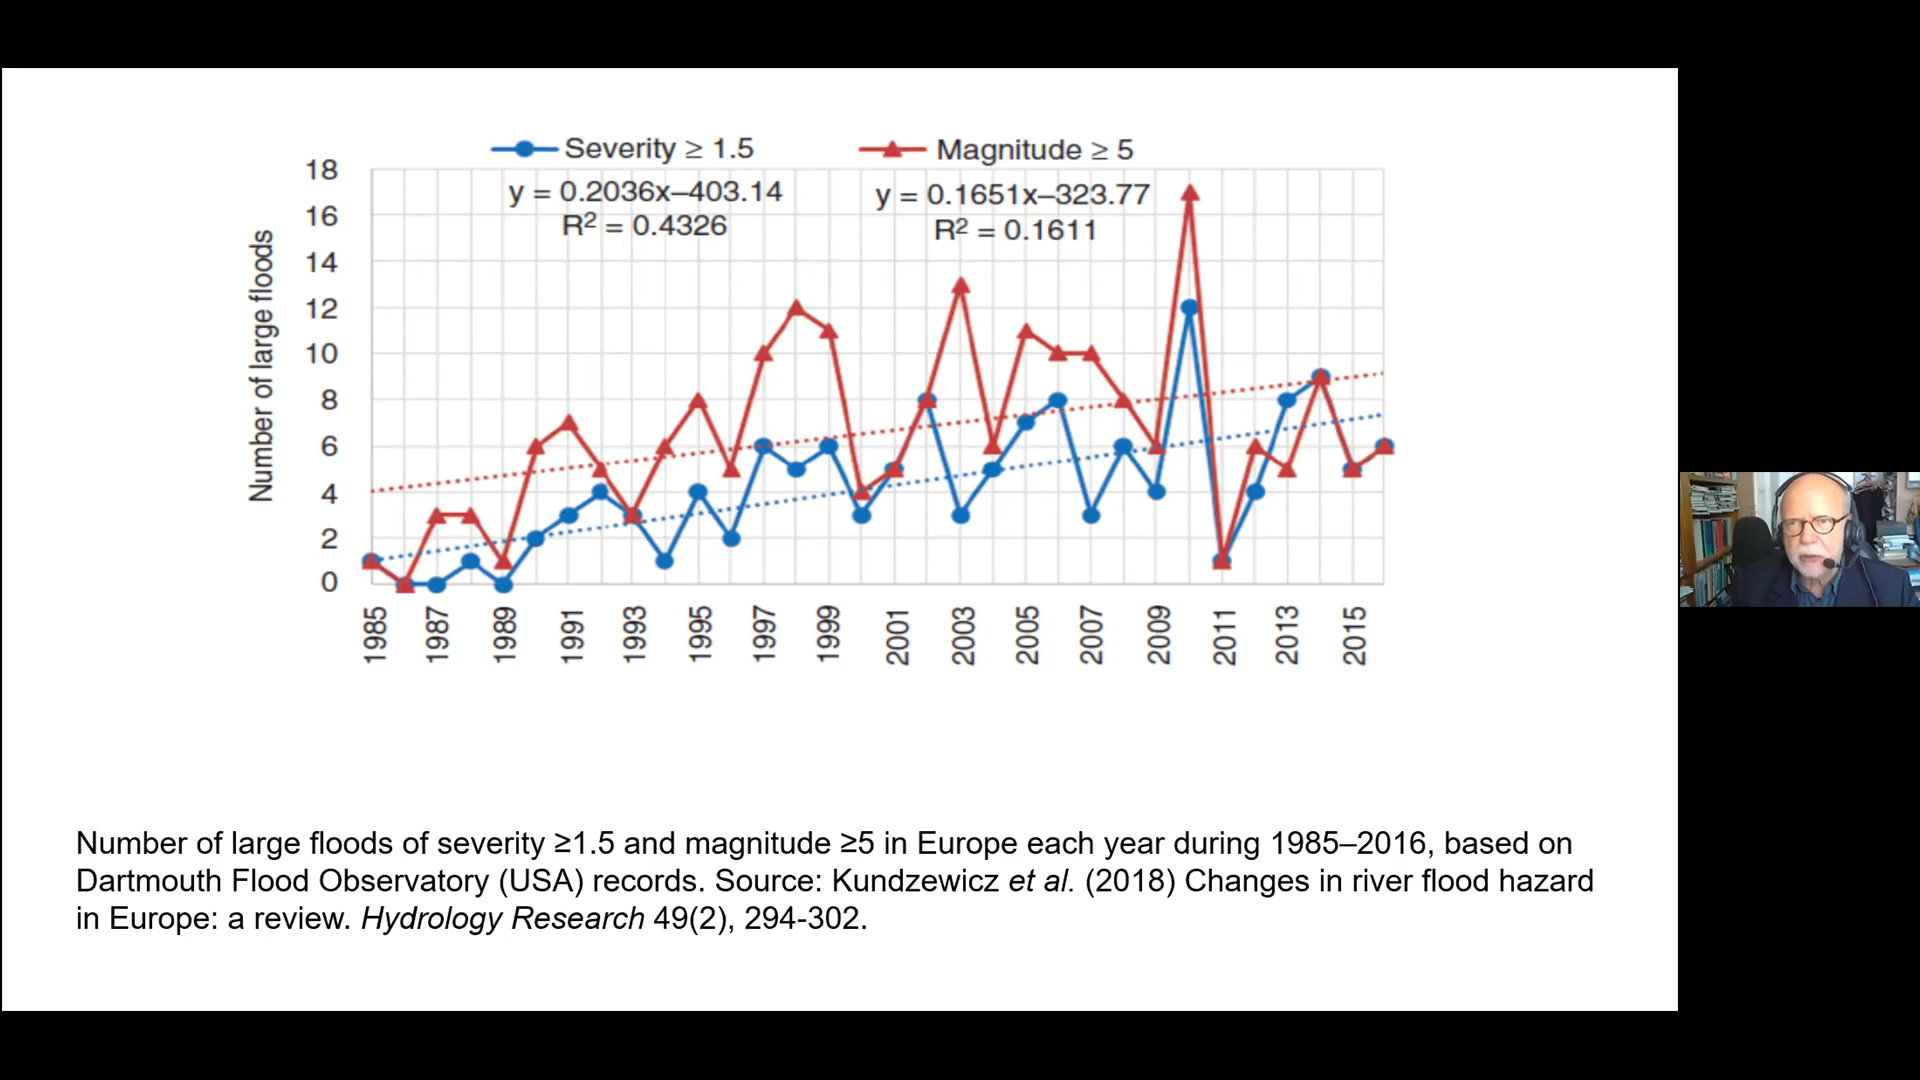 Severity ≥ 1.5
Magnitude ≥ 5
y = 0.2036x–403.14
R² = 0.4326
y = 0.1651x–323.77
R² = 0.1611
Number of large floods
18
16
14
12
10
8
6
4
2
0
1985
1987
1989
1991
1993
1995
1997
1999
2001
2003
2005
2007
2009
2011
2013
2015
Number of large floods of severity ≥1.5 and magnitude ≥5 in Europe each year during 1985–2016, based on
Dartmouth Flood Observatory (USA) records. Source: Kundzewicz et al. (2018) Changes in river flood hazard
in Europe: a review. Hydrology Research 49(2), 294-302.